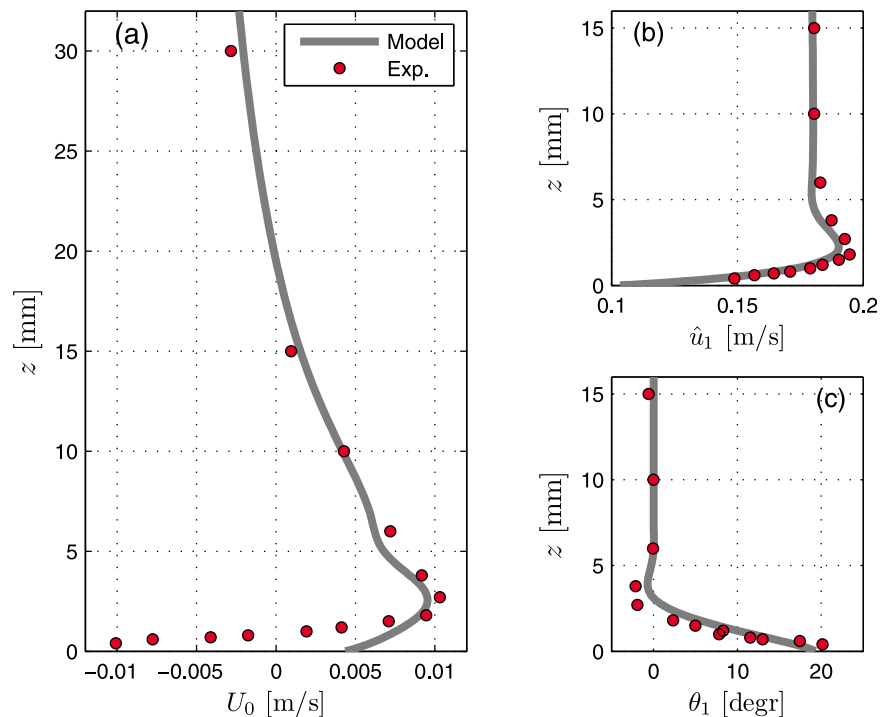 (a)
Model
Exp.
30
25
20
15
10
5
0
z [mm]
−0.01
−0.005
0
0.005
0.01
U₀ [m/s]
(b)
15
10
5
0
z [mm]
0.1
0.15
0.2
û₁ [m/s]
(c)
15
10
5
0
z [mm]
0
10
20
θ₁ [degr]